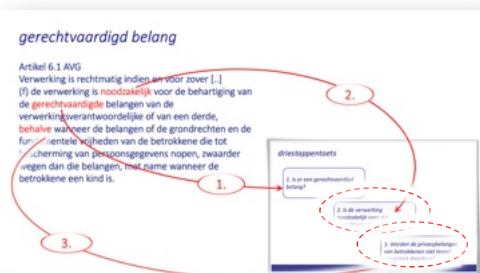 gerechtvaardigd belang
Artikel 6.1 AVG
Verwerking is rechtmatig indien en voor zover [..]
(f) de verwerking is noodzakelijk voor de behartiging van
de gerechtvaardigde belangen van de
verwerkingsverantwoordelijke of van een derde,
behalve wanneer de belangen of de grondrechten en de
fundamentele vrijheden van de betrokkene die tot
bescherming van persoonsgegevens nopen, zwaarder
wegen dan die belangen, met name wanneer de
betrokkene een kind is.
2.
1.
3.
driestappentoets
1. Is er een gerechtvaardigd
belang?
2. Is de verwerking
noodzakelijk voor
3. Worden de privacybelangen
van betrokkenen niet